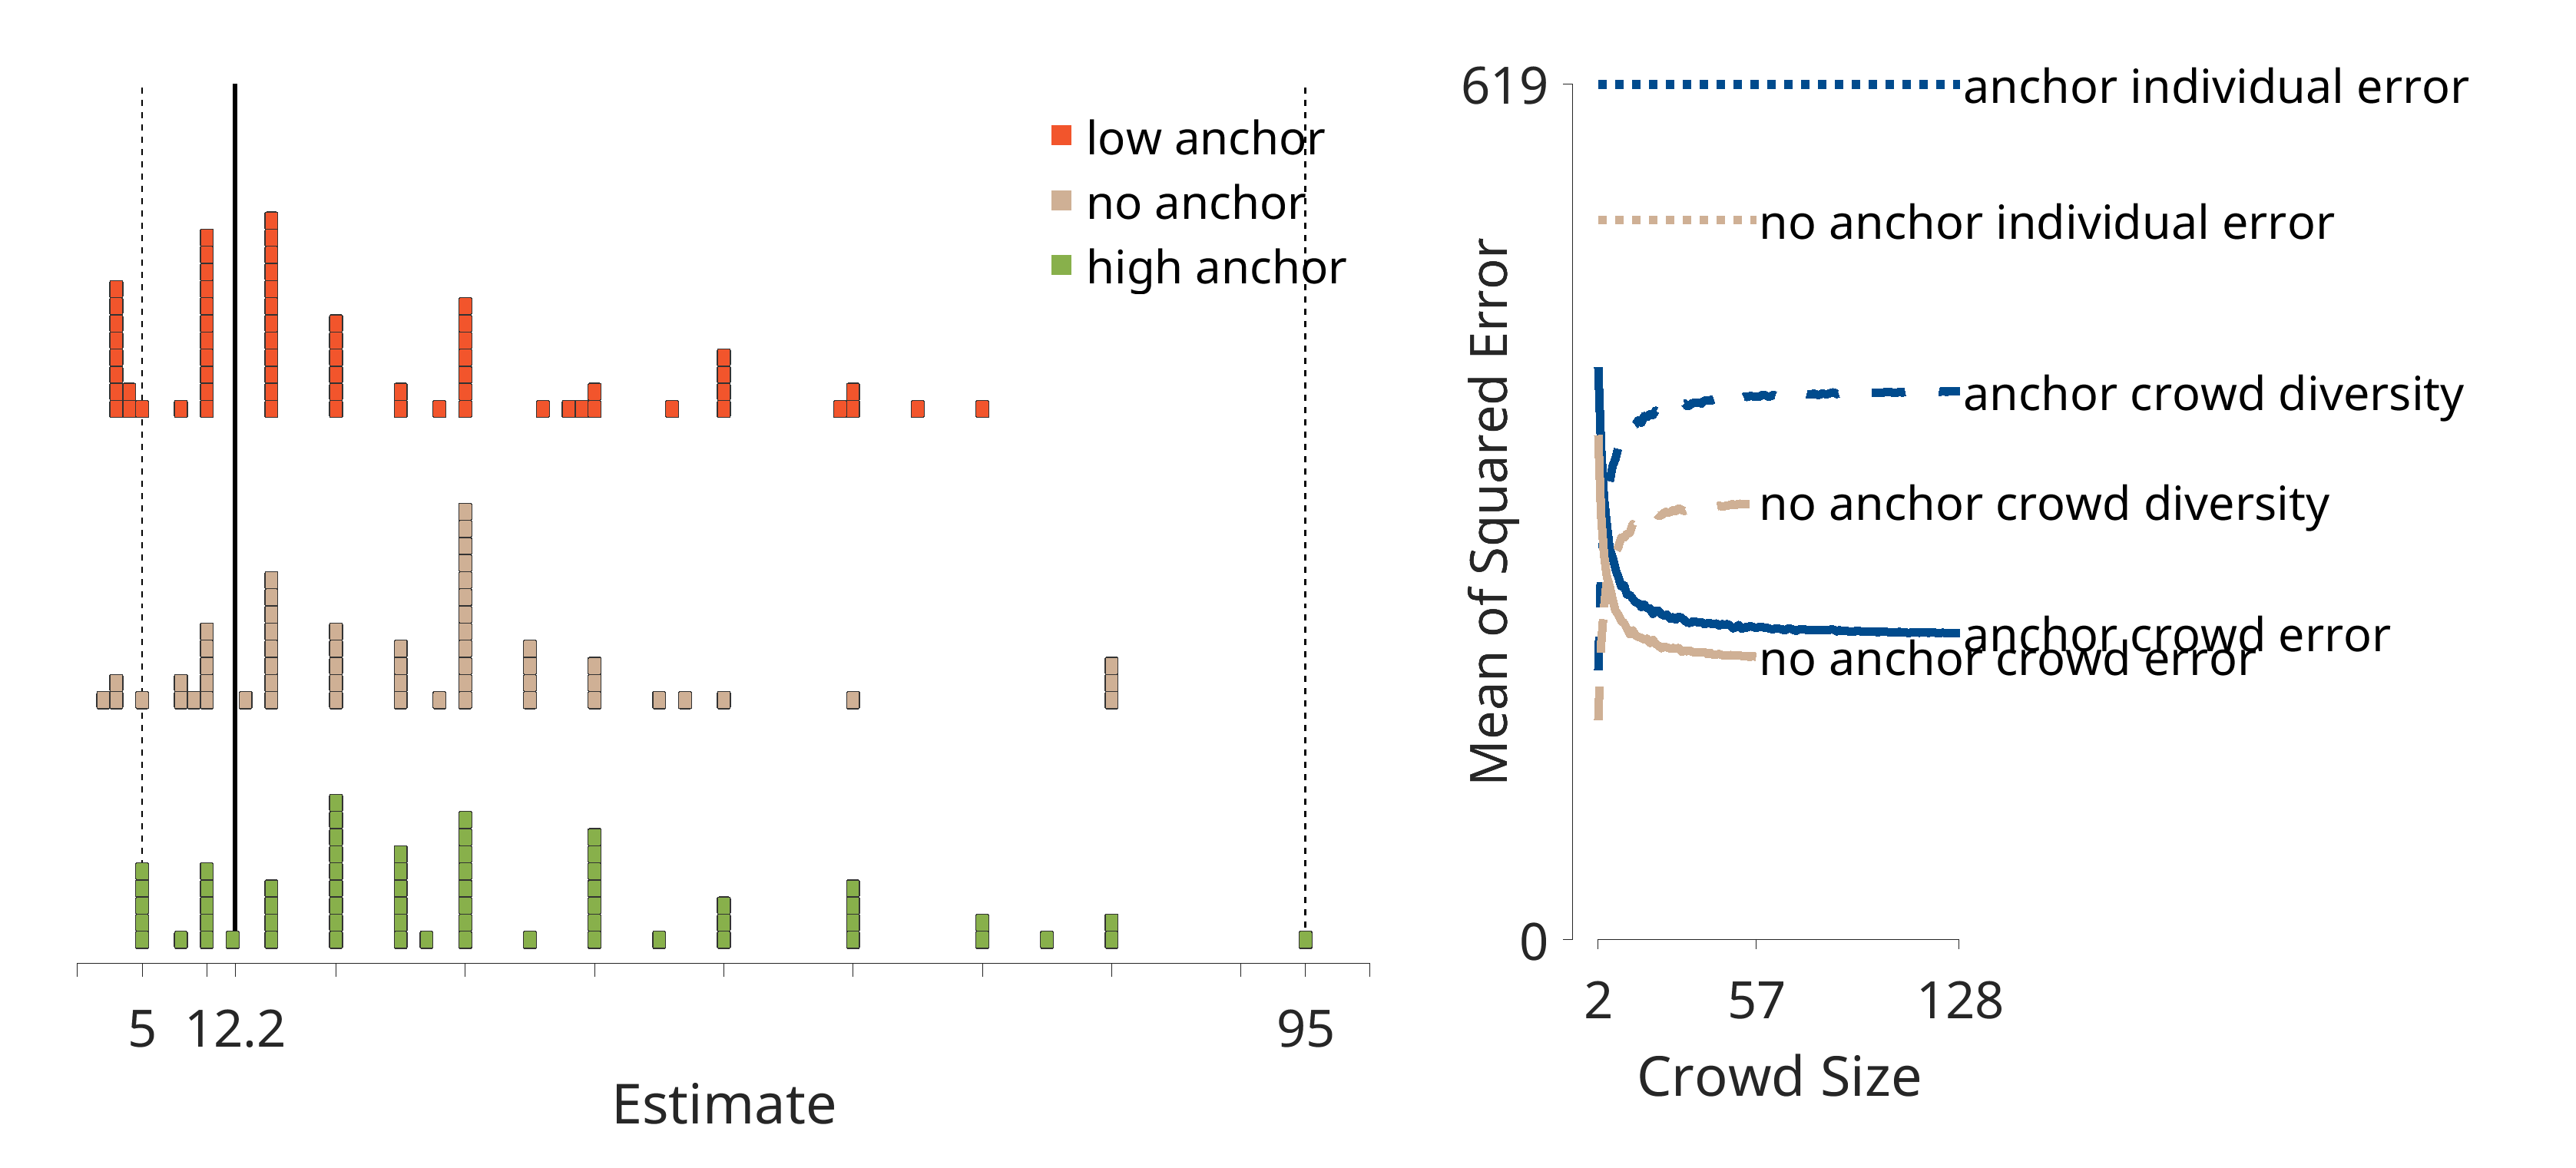 low anchor
no anchor
high anchor
5
12.2
95
Estimate
619
0
Mean of Squared Error
anchor individual error
no anchor individual error
anchor crowd diversity
no anchor crowd diversity
anchor crowd error
no anchor crowd error
2
57
128
Crowd Size